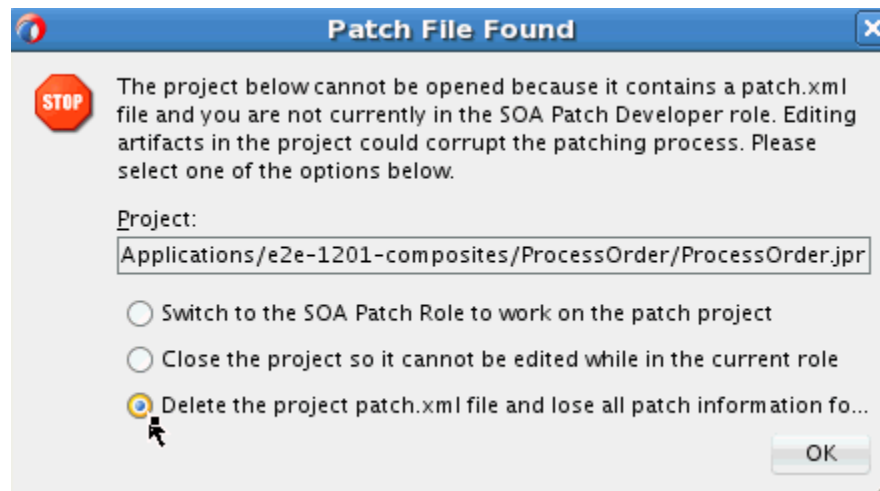 Patch File Found
STOP
The project below cannot be opened because it contains a patch.xml
file and you are not currently in the SOA Patch Developer role. Editing
artifacts in the project could corrupt the patching process. Please
select one of the options below.
Project:
Applications/e2e-1201-composites/ProcessOrder/ProcessOrder.jpr
Switch to the SOA Patch Role to work on the patch project
Close the project so it cannot be edited while in the current role
Delete the project patch.xml file and lose all patch information fo...
OK